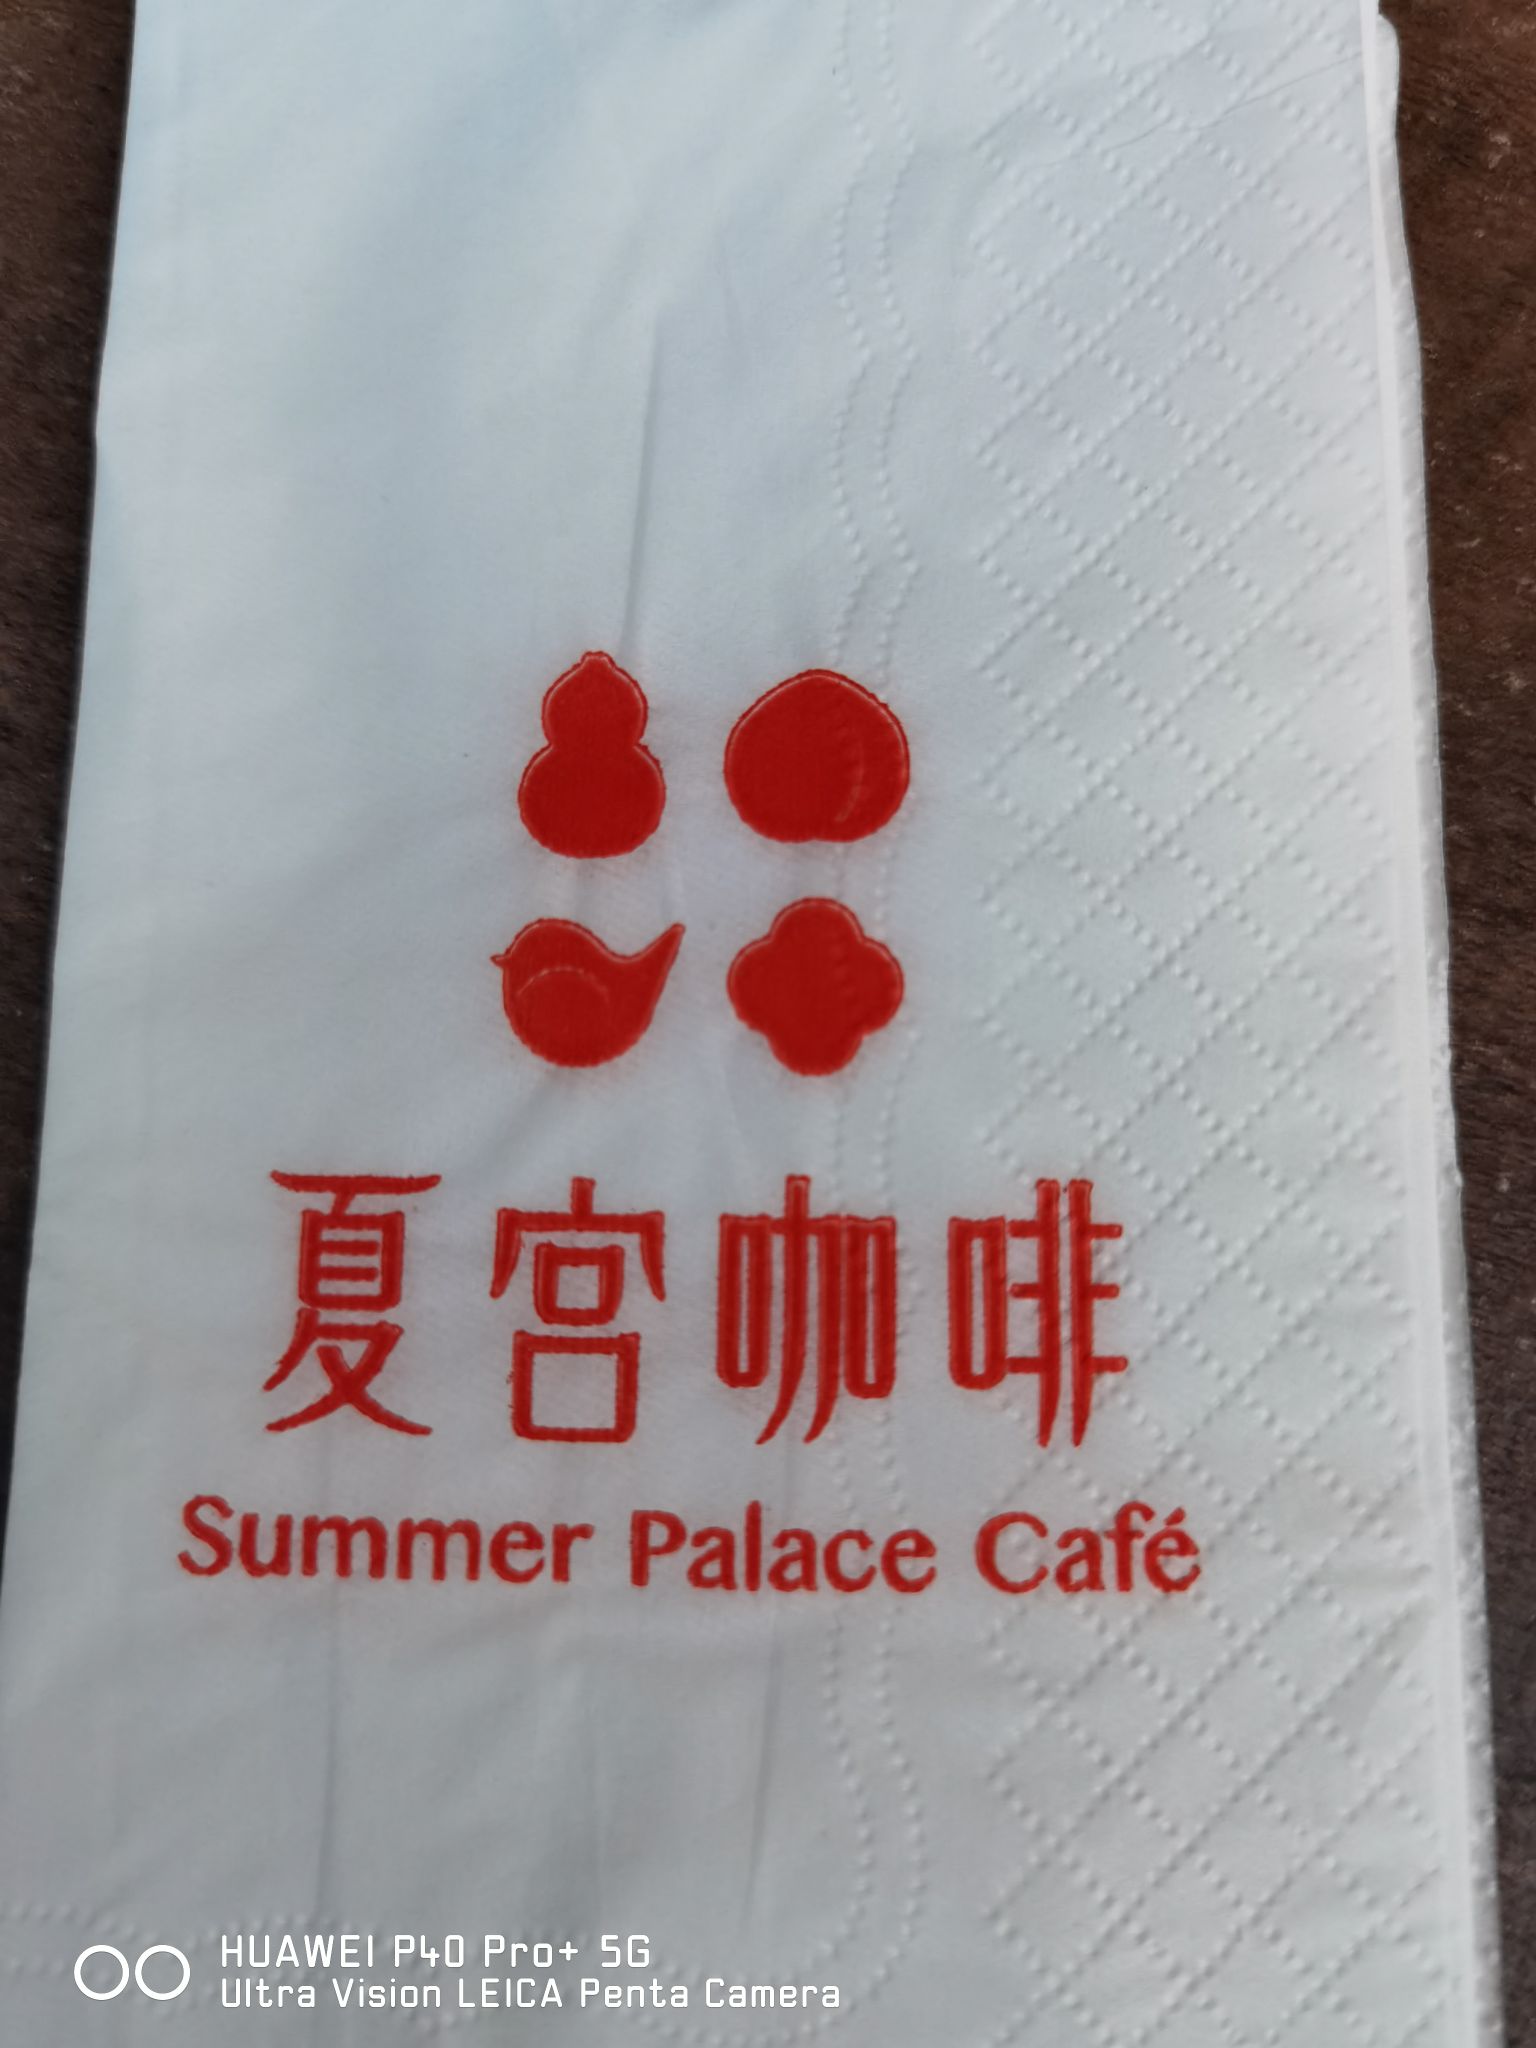 夏宫咖啡
Summer Palace Café
HUAWEI P40 Pro+ 5G
Ultra Vision LEICA Penta Camera